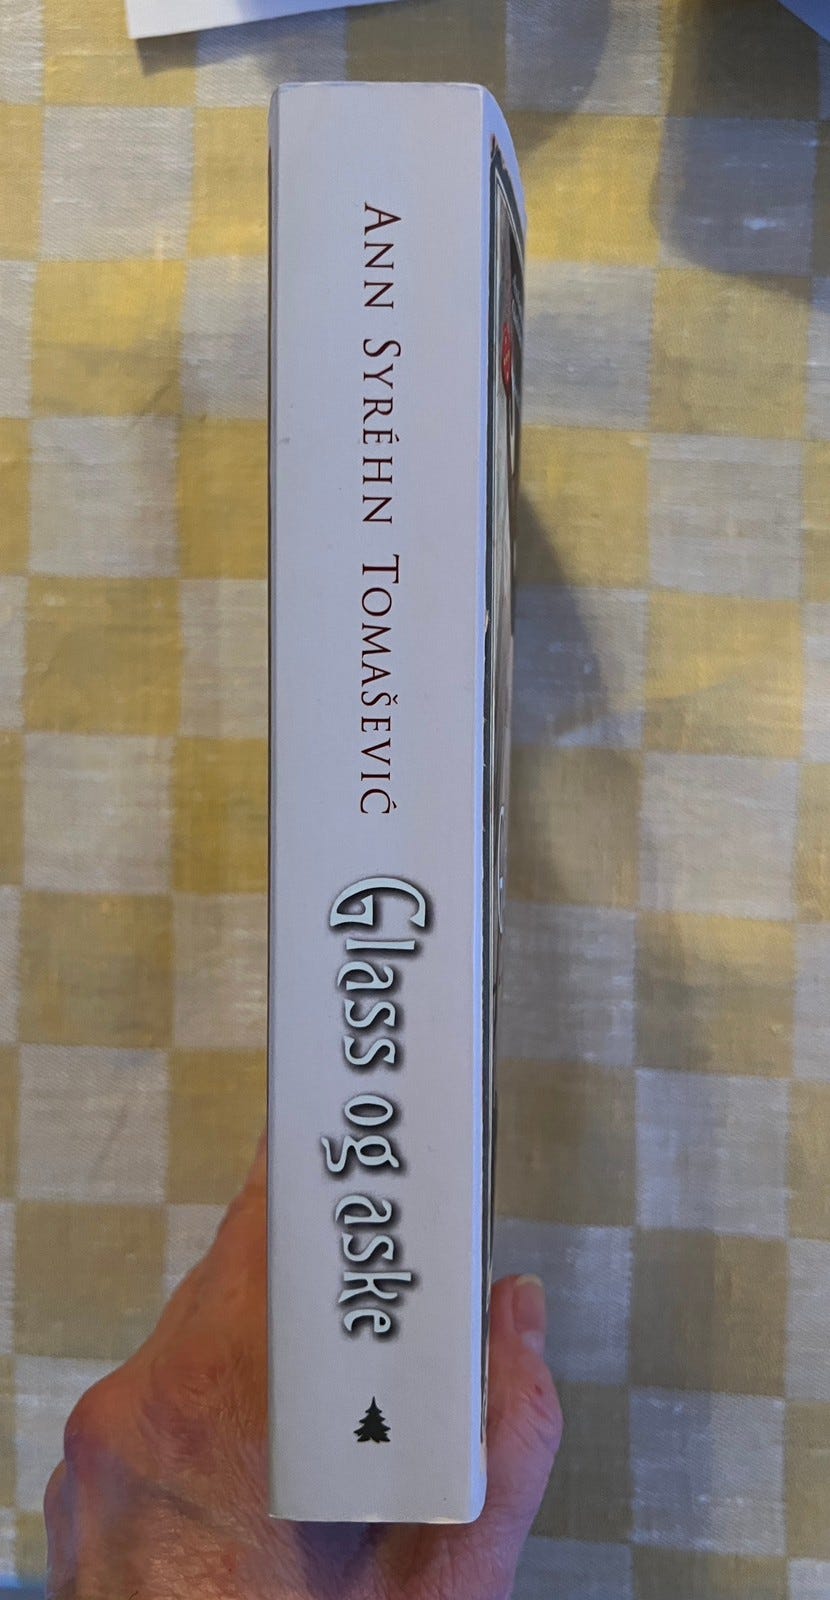 ANN SYRÉHN TOMAŠEVIĆ
Glass og aske